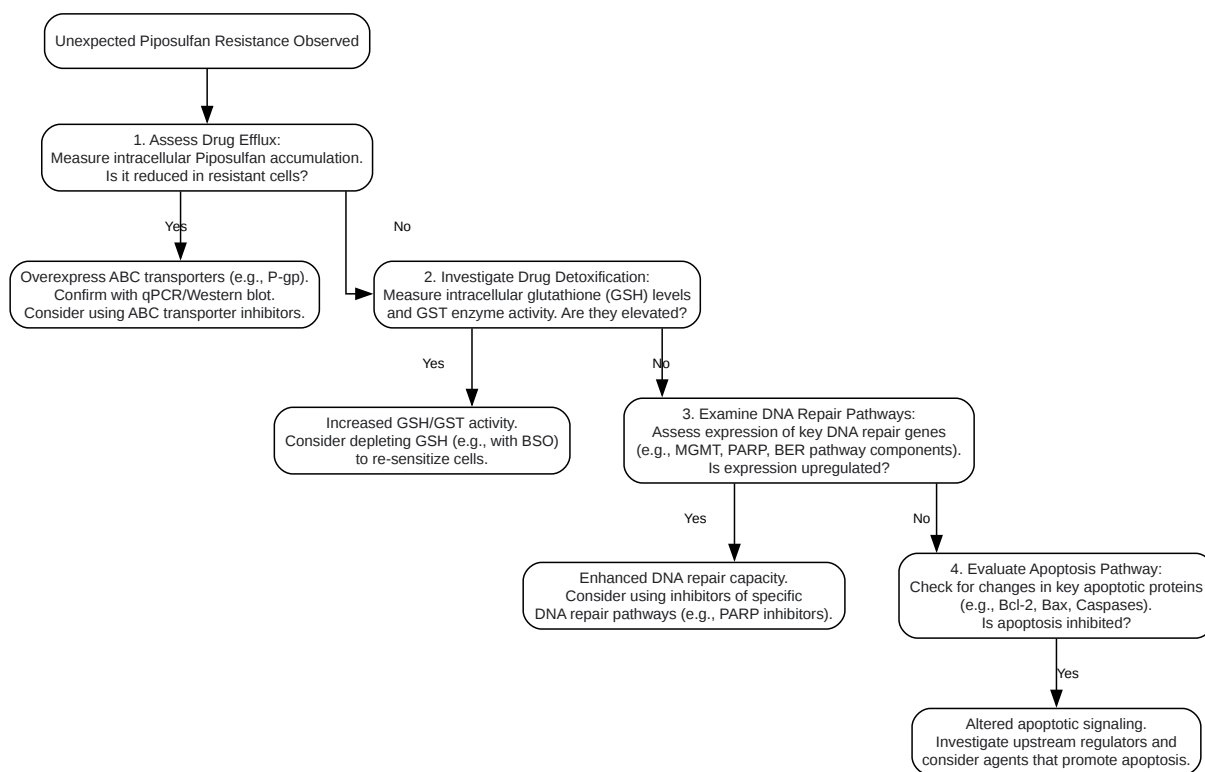 Unexpected Piposulfan Resistance Observed
1. Assess Drug Efflux:
Measure intracellular Piposulfan accumulation.
Is it reduced in resistant cells?
Yes
No
Overexpress ABC transporters (e.g., P-gp).
Confirm with qPCR/Western blot.
Consider using ABC transporter inhibitors.
2. Investigate Drug Detoxification:
Measure intracellular glutathione (GSH) levels
and GST enzyme activity. Are they elevated?
Yes
No
Increased GSH/GST activity.
Consider depleting GSH (e.g., with BSO)
to re-sensitize cells.
3. Examine DNA Repair Pathways:
Assess expression of key DNA repair genes
(e.g., MGMT, PARP, BER pathway components).
Is expression upregulated?
Yes
No
Enhanced DNA repair capacity.
Consider using inhibitors of specific
DNA repair pathways (e.g., PARP inhibitors).
4. Evaluate Apoptosis Pathway:
Check for changes in key apoptotic proteins
(e.g., Bcl-2, Bax, Caspases).
Is apoptosis inhibited?
Yes
Altered apoptotic signaling.
Investigate upstream regulators and
consider agents that promote apoptosis.